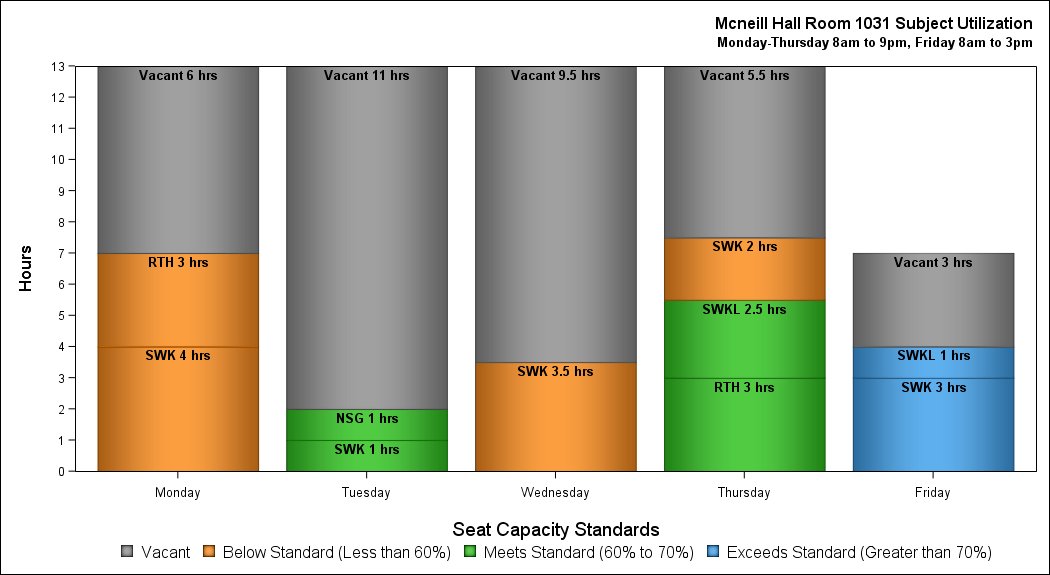 Mcneill Hall Room 1031 Subject Utilization
Monday-Thursday 8am to 9pm, Friday 8am to 3pm
Hours
13
12
11
10
9
8
7
6
5
4
3
2
1
0
Vacant 6 hrs
RTH 3 hrs
SWK 4 hrs
Vacant 11 hrs
NSG 1 hrs
SWK 1 hrs
Vacant 9.5 hrs
SWK 3.5 hrs
Vacant 5.5 hrs
SWK 2 hrs
SWKL 2.5 hrs
RTH 3 hrs
Vacant 3 hrs
SWKL 1 hrs
SWK 3 hrs
Monday Tuesday Wednesday Thursday Friday
Seat Capacity Standards
Vacant Below Standard (Less than 60%) Meets Standard (60% to 70%) Exceeds Standard (Greater than 70%)